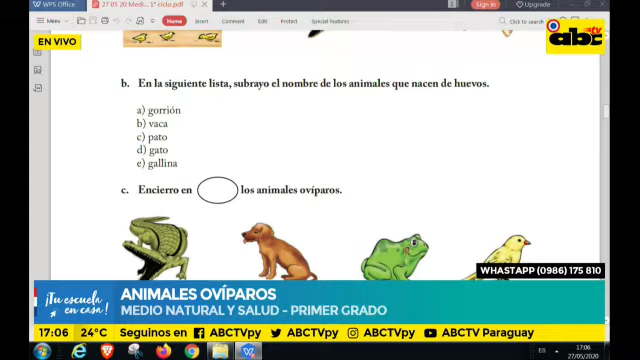 WPS Office
27 05 20 Medi... 1° ciclo.pdf
Sign in
Upgrade
Menu
Home
Edit
Comment
Protect
Special Features
Click to search
EN VIVO
abc tv
b. En la siguiente lista, subrayo el nombre de los animales que nacen de huevos.
a) gorrión
b) vaca
c) pato
d) gato
e) gallina
c. Encierro en los animales ovíparos.
WHASTAPP (0986) 175 810
¡Tu escuela en casa!
ANIMALES OVÍPAROS
MEDIO NATURAL Y SALUD - PRIMER GRADO
17:06 24°C Seguinos en ABCTVpy ABCTVpy ABCTVpy ABCTV Paraguay
ES
17:06
27/05/2020